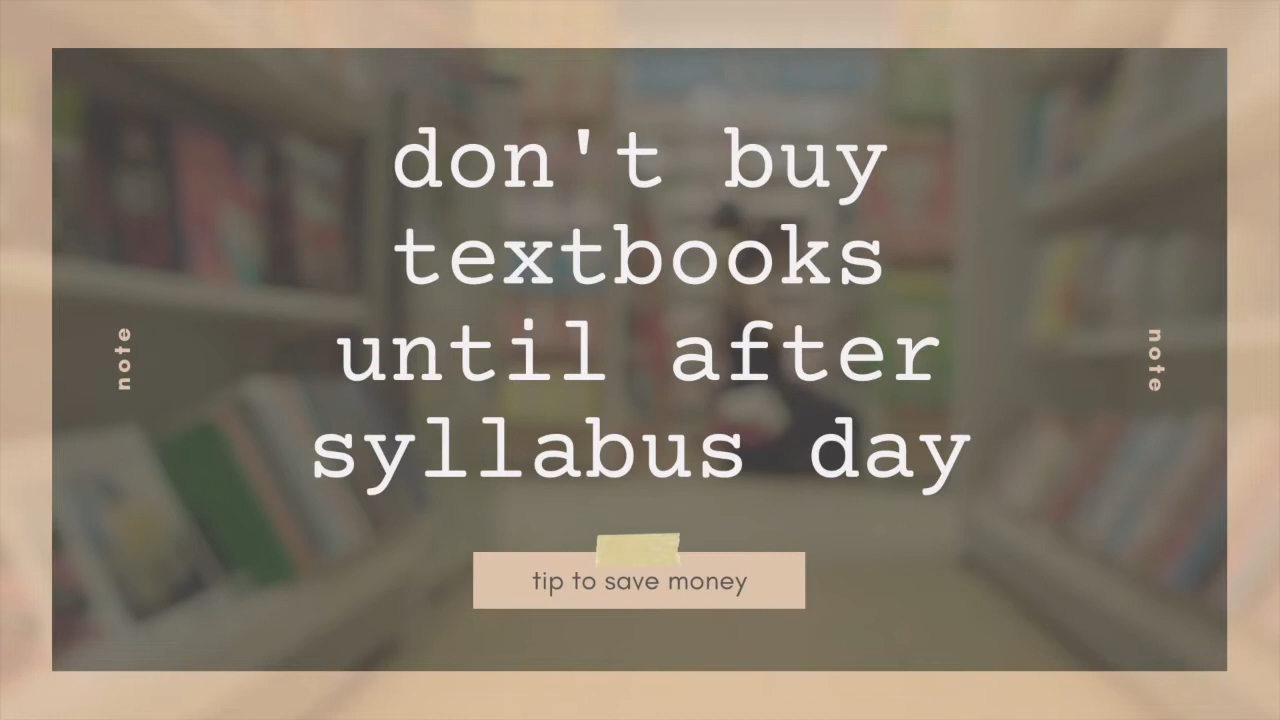 don't buy
textbooks
until after
syllabus day
note
note
tip to save money